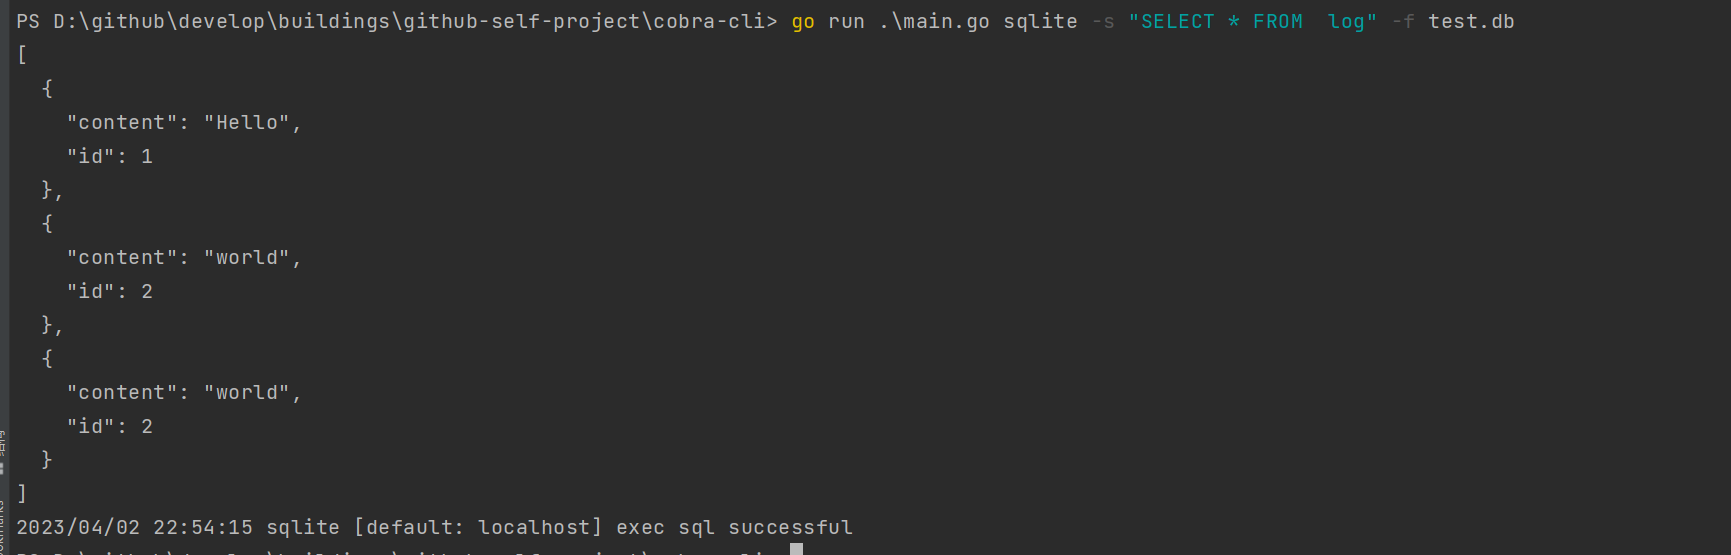 PS D:\github\develop\buildings\github-self-project\cobra-cli> go run .\main.go sqlite -s "SELECT * FROM  log" -f test.db
[
  {
    "content": "Hello",
    "id": 1
  },
  {
    "content": "world",
    "id": 2
  },
  {
    "content": "world",
    "id": 2
  }
]
2023/04/02 22:54:15 sqlite [default: localhost] exec sql successful